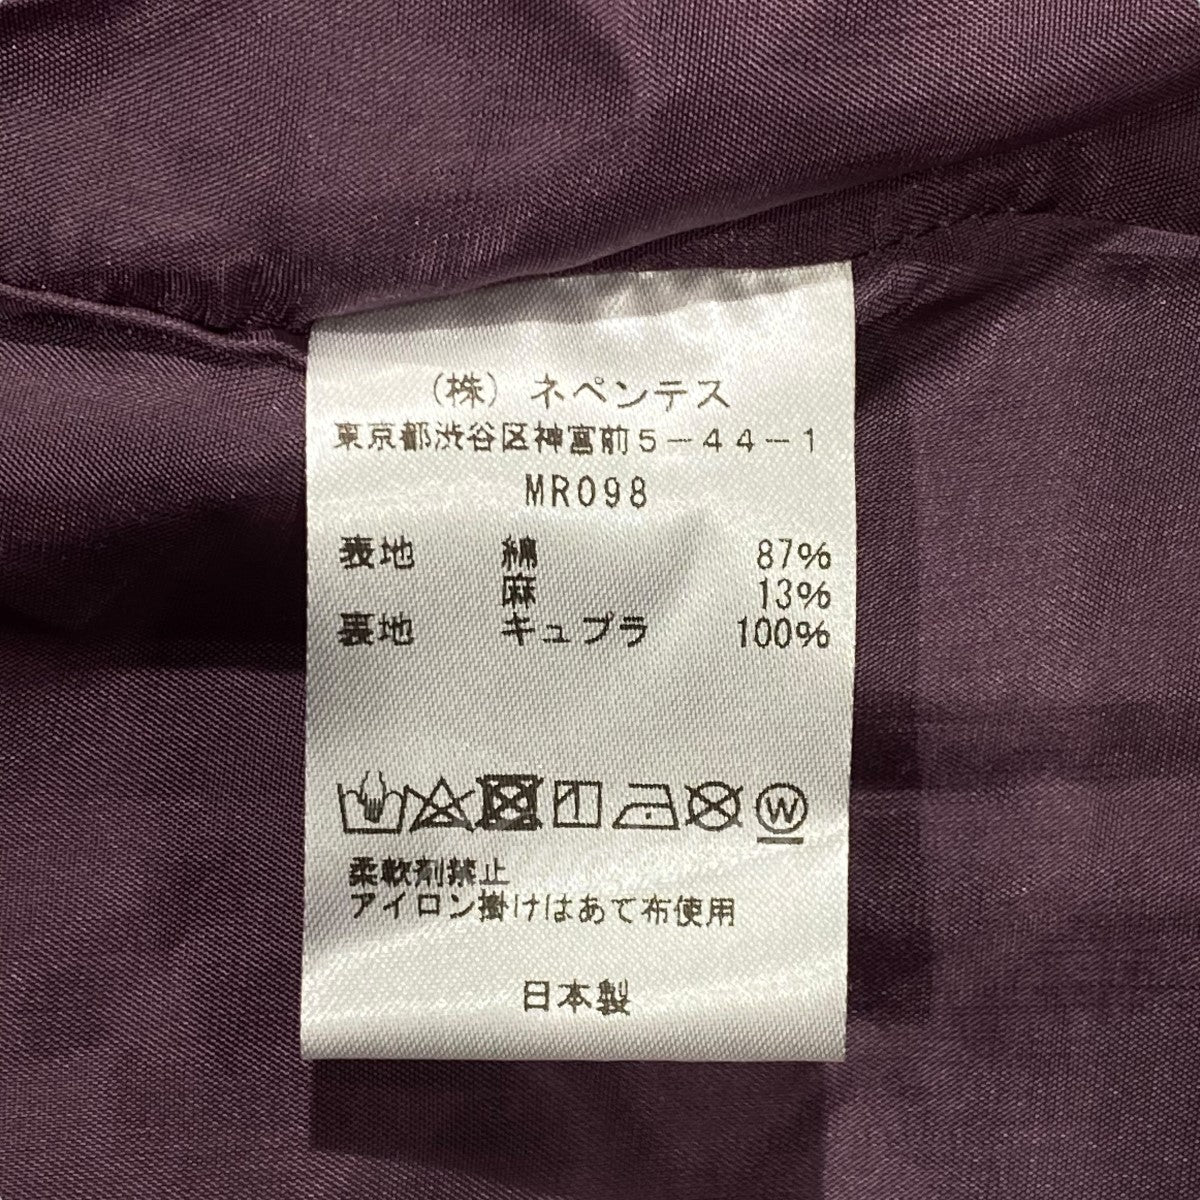 (株) ネペンテス
東京都渋谷区神宮前5-44-1
MR098
表地 綿 87%
麻 13%
裏地 キュプラ 100%
W
柔軟剤禁止
アイロン掛けはあて布使用
日本製